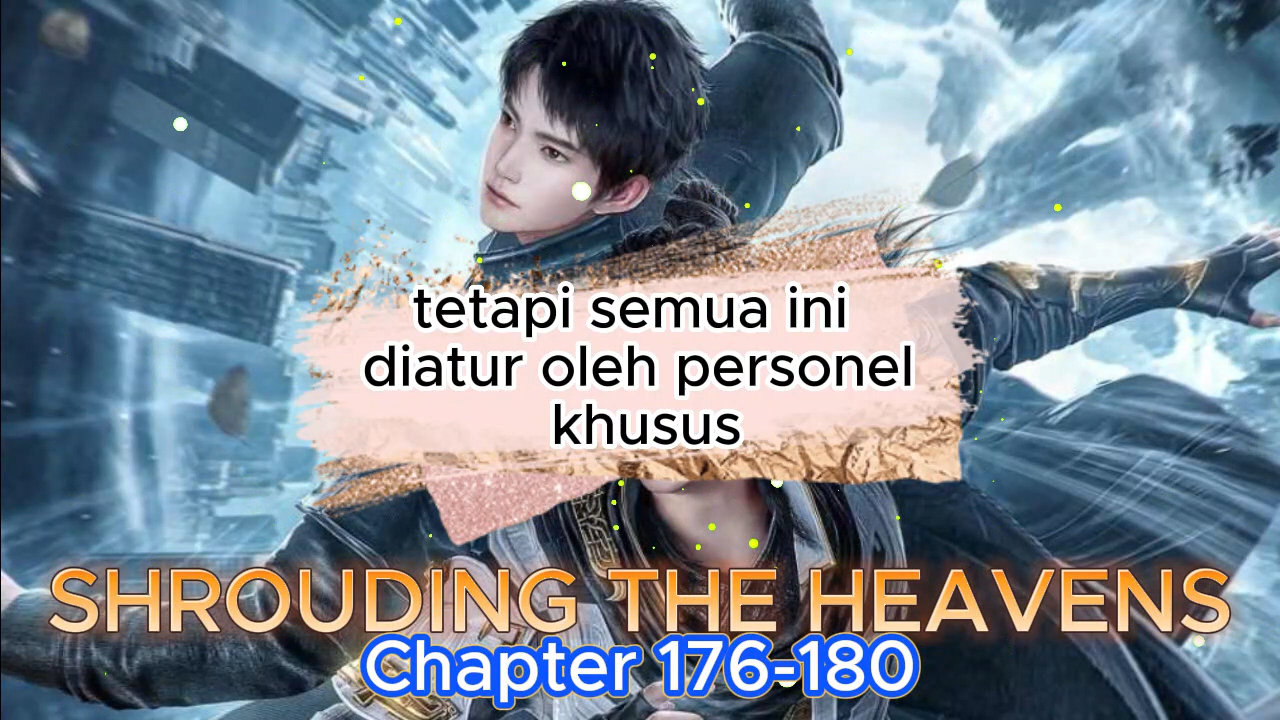 tetapi semua ini
diatur oleh personel
khusus
SHROUDING THE HEAVENS
Chapter 176-180